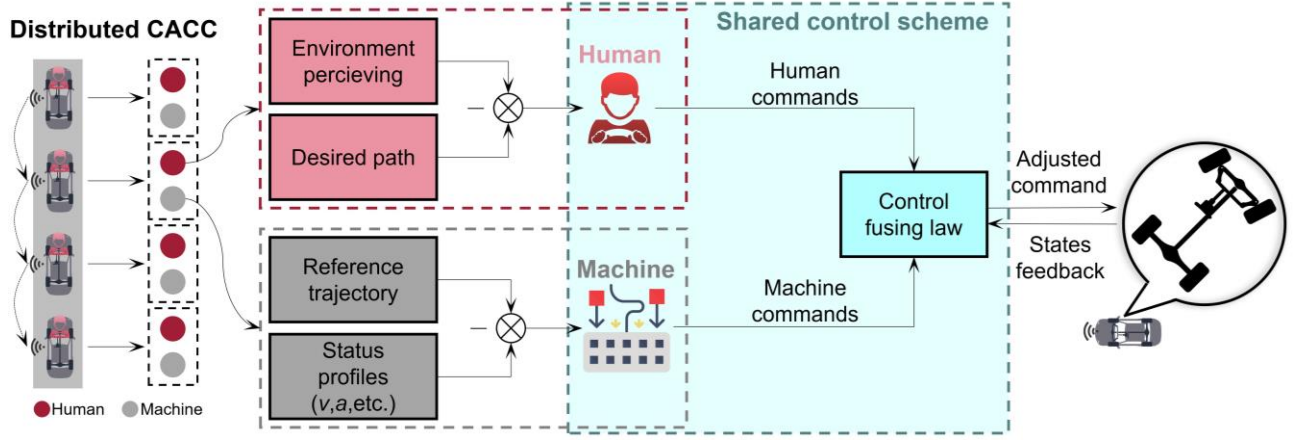 Distributed CACC
Human
Machine
Environment
percieving
Desired path
Reference
trajectory
Status
profiles
(v,a,etc.)
Shared control scheme
Human
Machine
Human
commands
Machine
commands
Control
fusing law
Adjusted
command
States
feedback